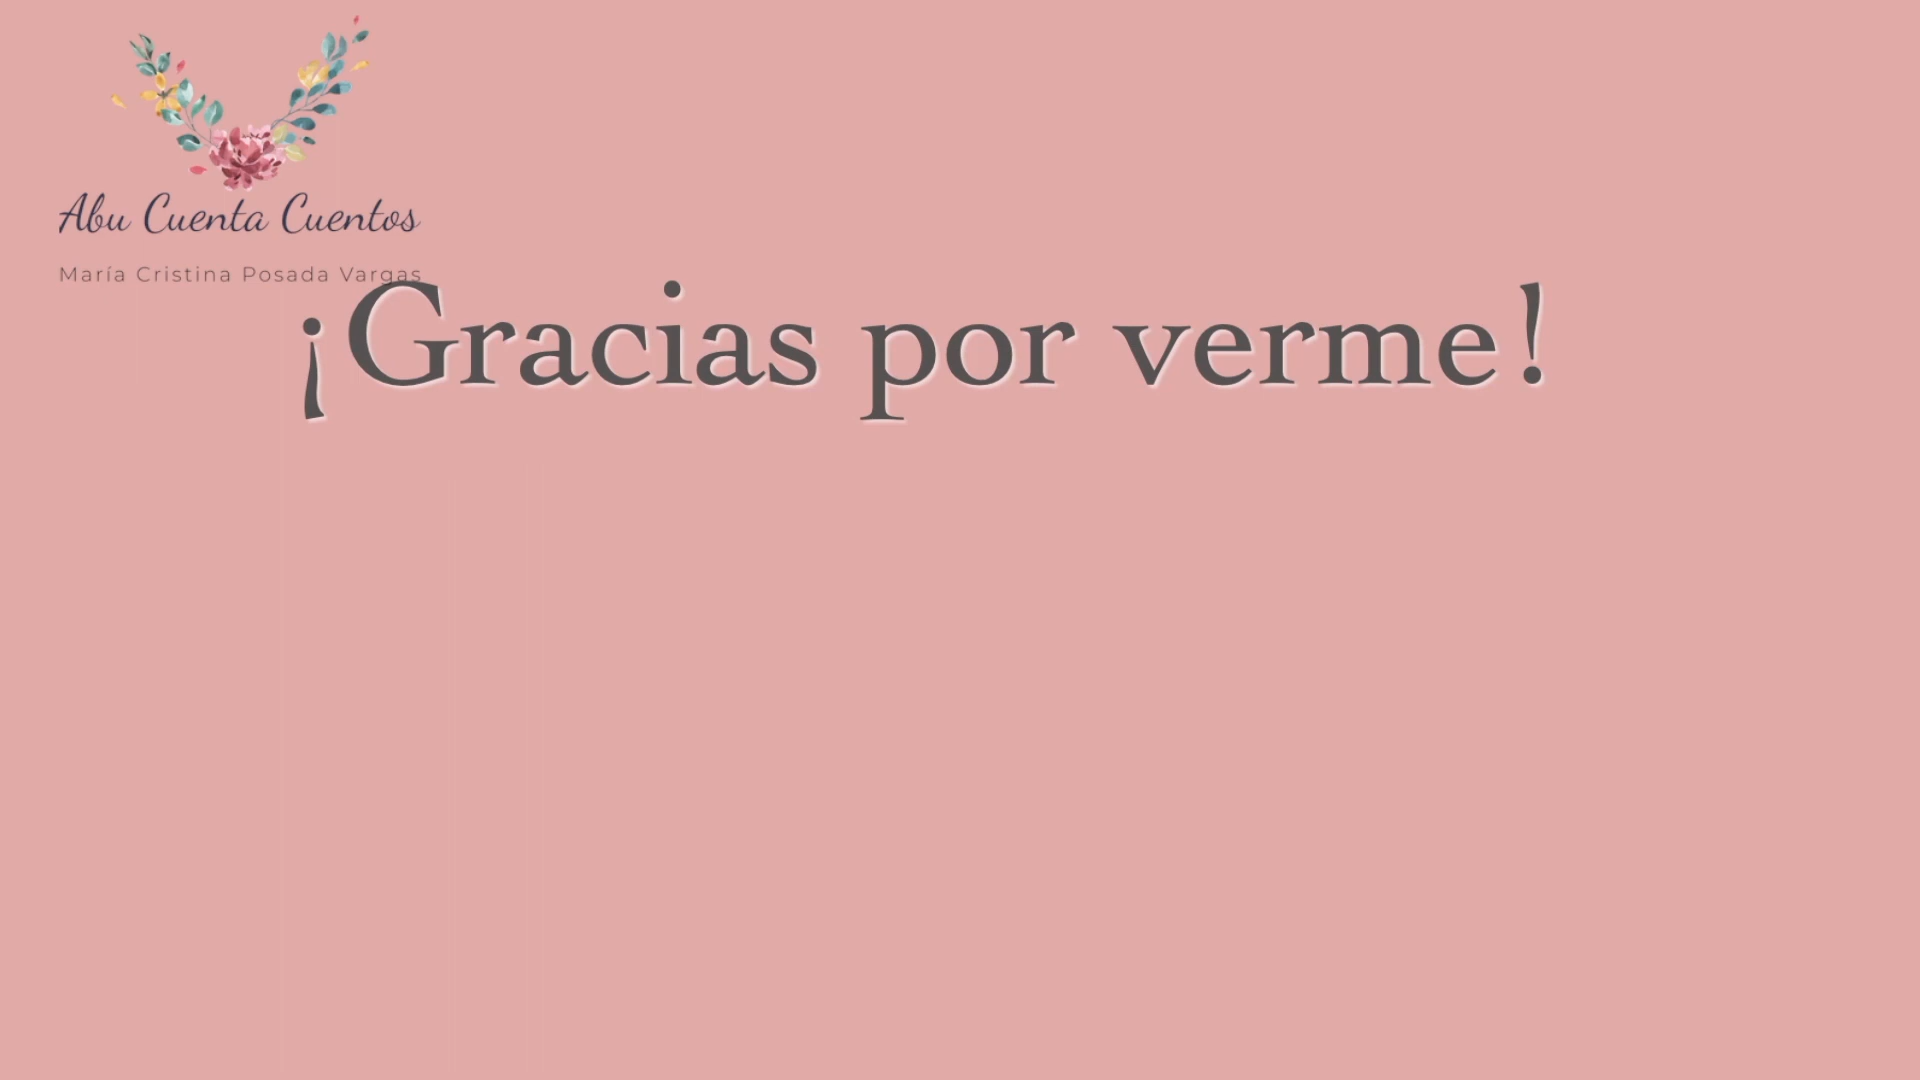 Abu Cuenta Cuentos
María Cristina Posada Vargas
¡Gracias por verme!